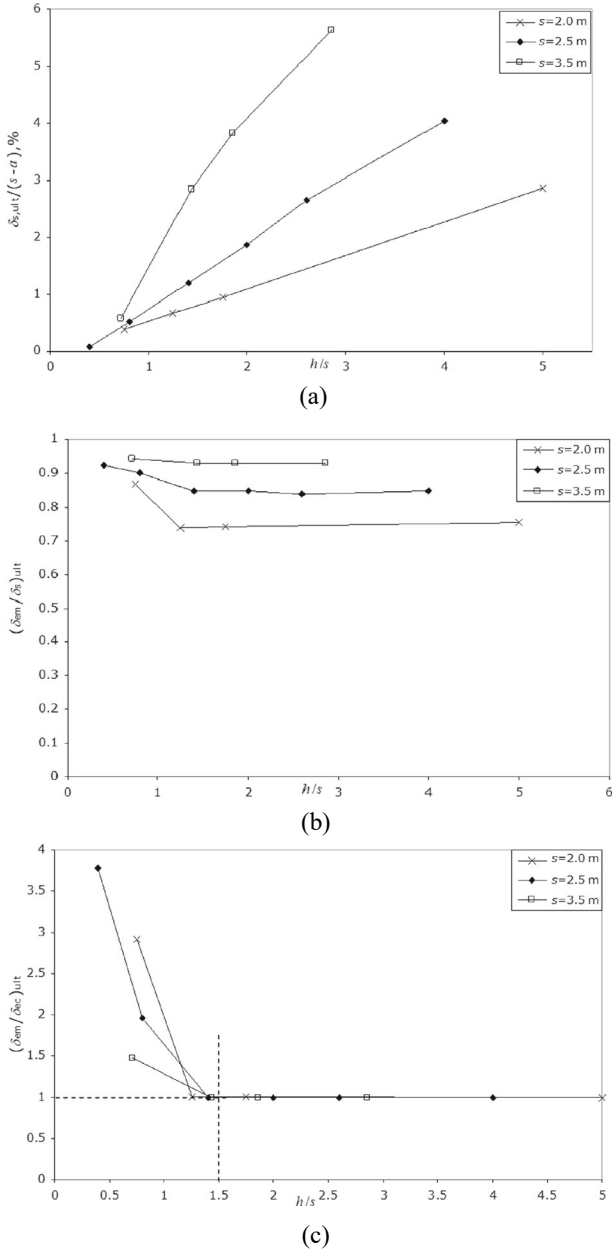 6
5
4
3
2
1
0
δs,ult/(s-a),%
0
1
2
3
4
5
h/s
s=2.0 m
s=2.5 m
s=3.5 m
(a)
1
0.9
0.8
0.7
0.6
0.5
0.4
0.3
0.2
0.1
0
(δem/δs)ult
0
1
2
3
4
5
6
h/s
s=2.0 m
s=2.5 m
s=3.5 m
(b)
4
3.5
3
2.5
2
1.5
1
0.5
0
(δem/δec)ult
0
0.5
1
1.5
2
2.5
3
3.5
4
4.5
5
h/s
s=2.0 m
s=2.5 m
s=3.5 m
(c)